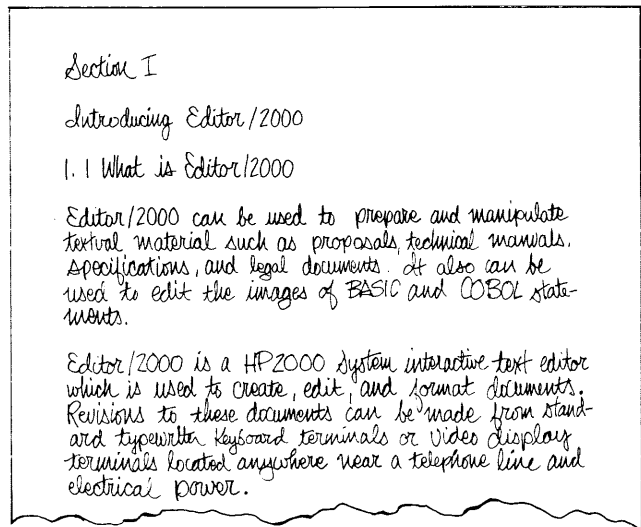 Section I
Introducing Editor/2000
1.1 What is Editor/2000
Editor/2000 can be used to prepare and manipulate
textual material such as proposals, technical manuals,
specifications, and legal documents. It also can be
used to edit the images of BASIC and COBOL state-
ments.
Editor/2000 is a HP2000 System interactive text editor
which is used to create, edit, and format documents.
Revisions to these documents can be made from stand-
ard typewritten Keyboard terminals or video display
terminals located anywhere near a telephone line and
electrical power.